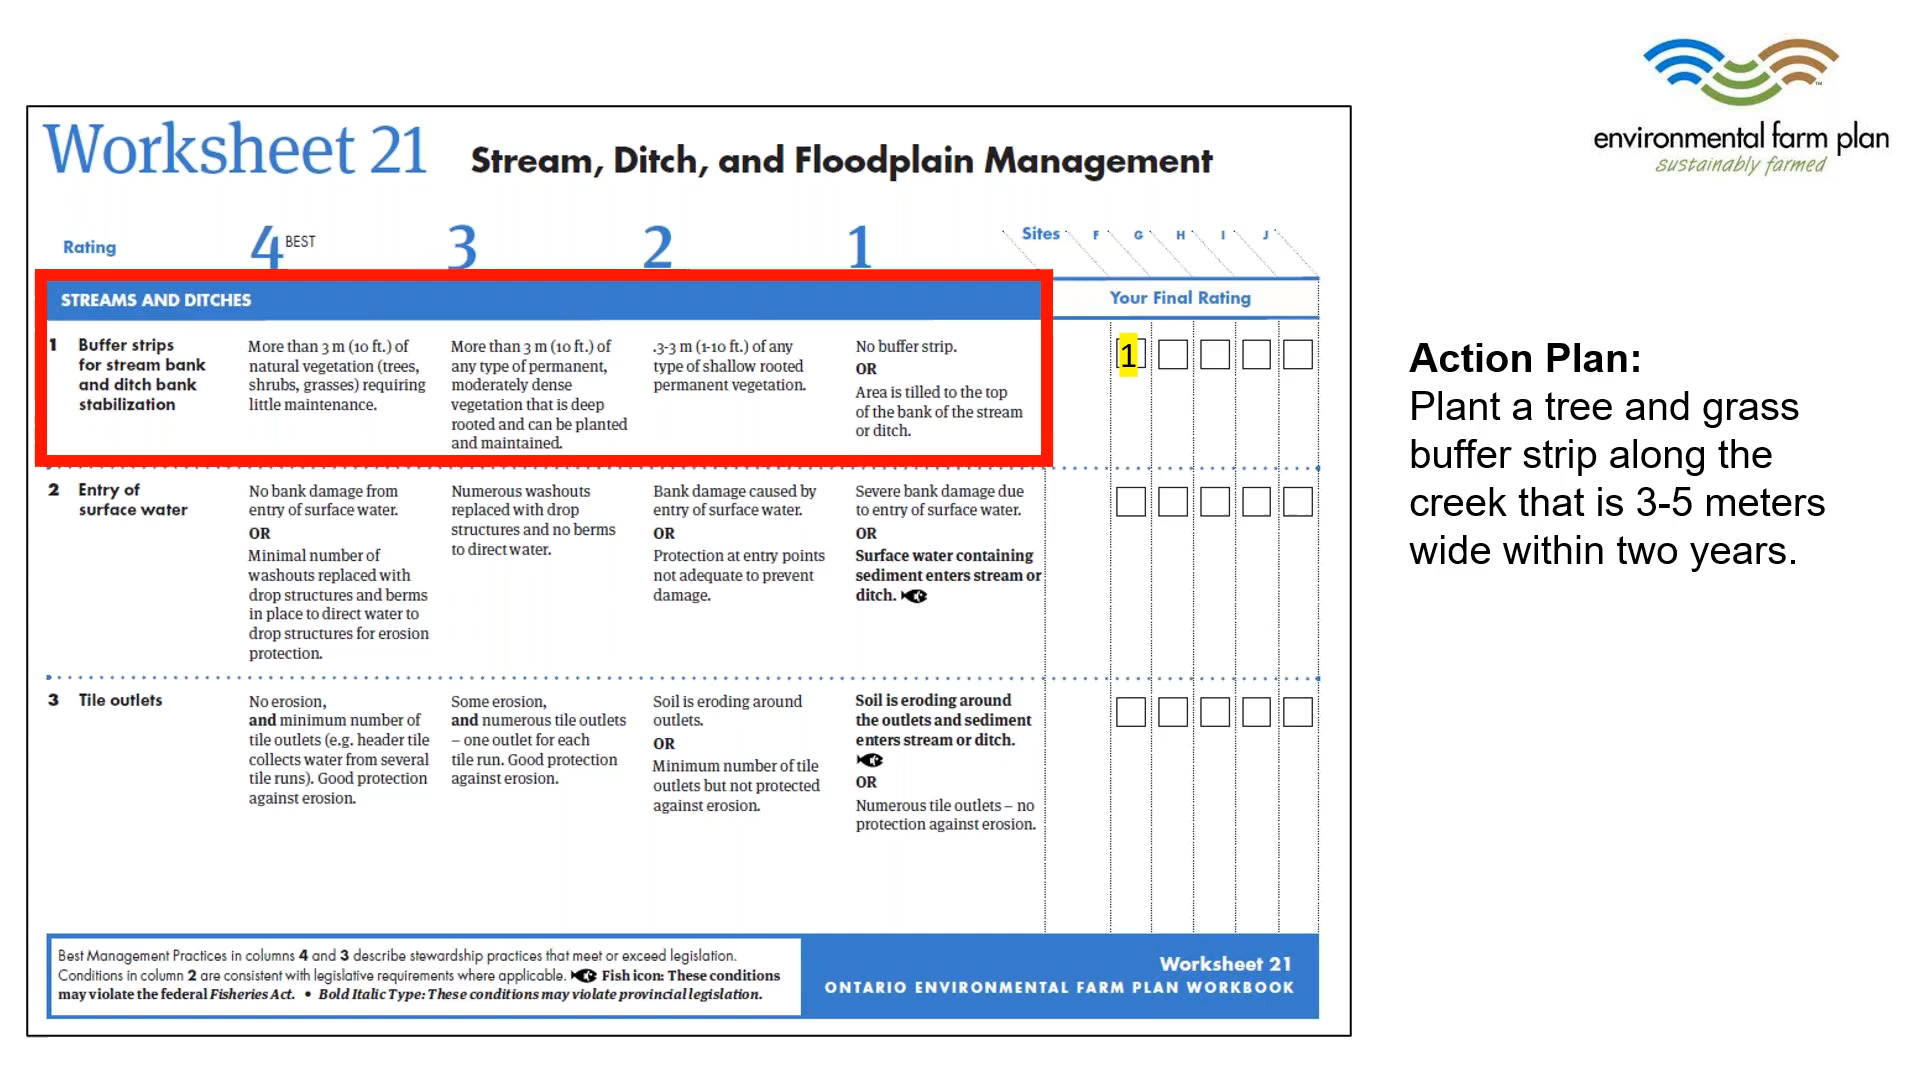 environmental farm plan
sustainably farmed
Worksheet 21 Stream, Ditch, and Floodplain Management
Rating 4 BEST 3 2 1 Sites F G H I J
STREAMS AND DITCHES
Your Final Rating
1 Buffer strips
for stream bank
and ditch bank
stabilization
More than 3 m (10 ft.) of
natural vegetation (trees,
shrubs, grasses) requiring
little maintenance.
More than 3 m (10 ft.) of
any type of permanent,
moderately dense
vegetation that is deep
rooted and can be planted
and maintained.
.3-3 m (1-10 ft.) of any
type of shallow rooted
permanent vegetation.
No buffer strip.
OR
Area is tilled to the top
of the bank of the stream
or ditch.
1
2 Entry of
surface water
No bank damage from
entry of surface water.
OR
Minimal number of
washouts replaced with
drop structures and berms
in place to direct water to
drop structures for erosion
protection.
Numerous washouts
replaced with drop
structures and no berms
to direct water.
Bank damage caused by
entry of surface water.
OR
Protection at entry points
not adequate to prevent
damage.
Severe bank damage due
to entry of surface water.
OR
Surface water containing
sediment enters stream or
ditch.
3 Tile outlets
No erosion,
and minimum number of
tile outlets (e.g. header tile
collects water from several
tile runs). Good protection
against erosion.
Some erosion,
and numerous tile outlets
– one outlet for each
tile run. Good protection
against erosion.
Soil is eroding around
outlets.
OR
Minimum number of tile
outlets but not protected
against erosion.
Soil is eroding around
the outlets and sediment
enters stream or ditch.
OR
Numerous tile outlets – no
protection against erosion.
Best Management Practices in columns 4 and 3 describe stewardship practices that meet or exceed legislation.
Conditions in column 2 are consistent with legislative requirements where applicable. Fish icon: These conditions
may violate the federal Fisheries Act. • Bold Italic Type: These conditions may violate provincial legislation.
Worksheet 21
ONTARIO ENVIRONMENTAL FARM PLAN WORKBOOK
Action Plan:
Plant a tree and grass
buffer strip along the
creek that is 3-5 meters
wide within two years.